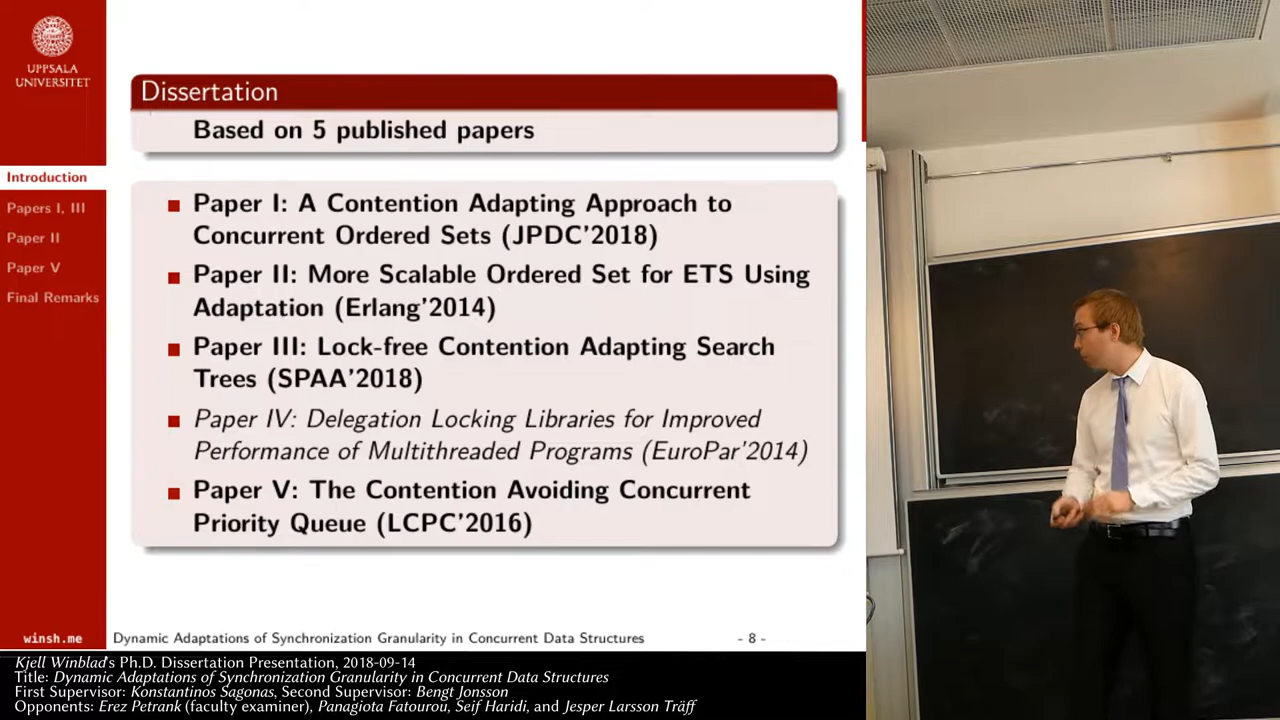 UPPSALA
UNIVERSITET
Introduction
Papers I, III
Paper II
Paper V
Final Remarks
winsh.me
Dissertation
Based on 5 published papers
Paper I: A Contention Adapting Approach to
Concurrent Ordered Sets (JPDC'2018)
Paper II: More Scalable Ordered Set for ETS Using
Adaptation (Erlang'2014)
Paper III: Lock-free Contention Adapting Search
Trees (SPAA'2018)
Paper IV: Delegation Locking Libraries for Improved
Performance of Multithreaded Programs (EuroPar'2014)
Paper V: The Contention Avoiding Concurrent
Priority Queue (LCPC'2016)
Dynamic Adaptations of Synchronization Granularity in Concurrent Data Structures - 8 -
Kjell Winblad's Ph.D. Dissertation Presentation, 2018-09-14
Title: Dynamic Adaptations of Synchronization Granularity in Concurrent Data Structures
First Supervisor: Konstantinos Sagonas, Second Supervisor: Bengt Jonsson
Opponents: Erez Petrank (faculty examiner), Panagiota Fatourou, Seif Haridi, and Jesper Larsson Träff